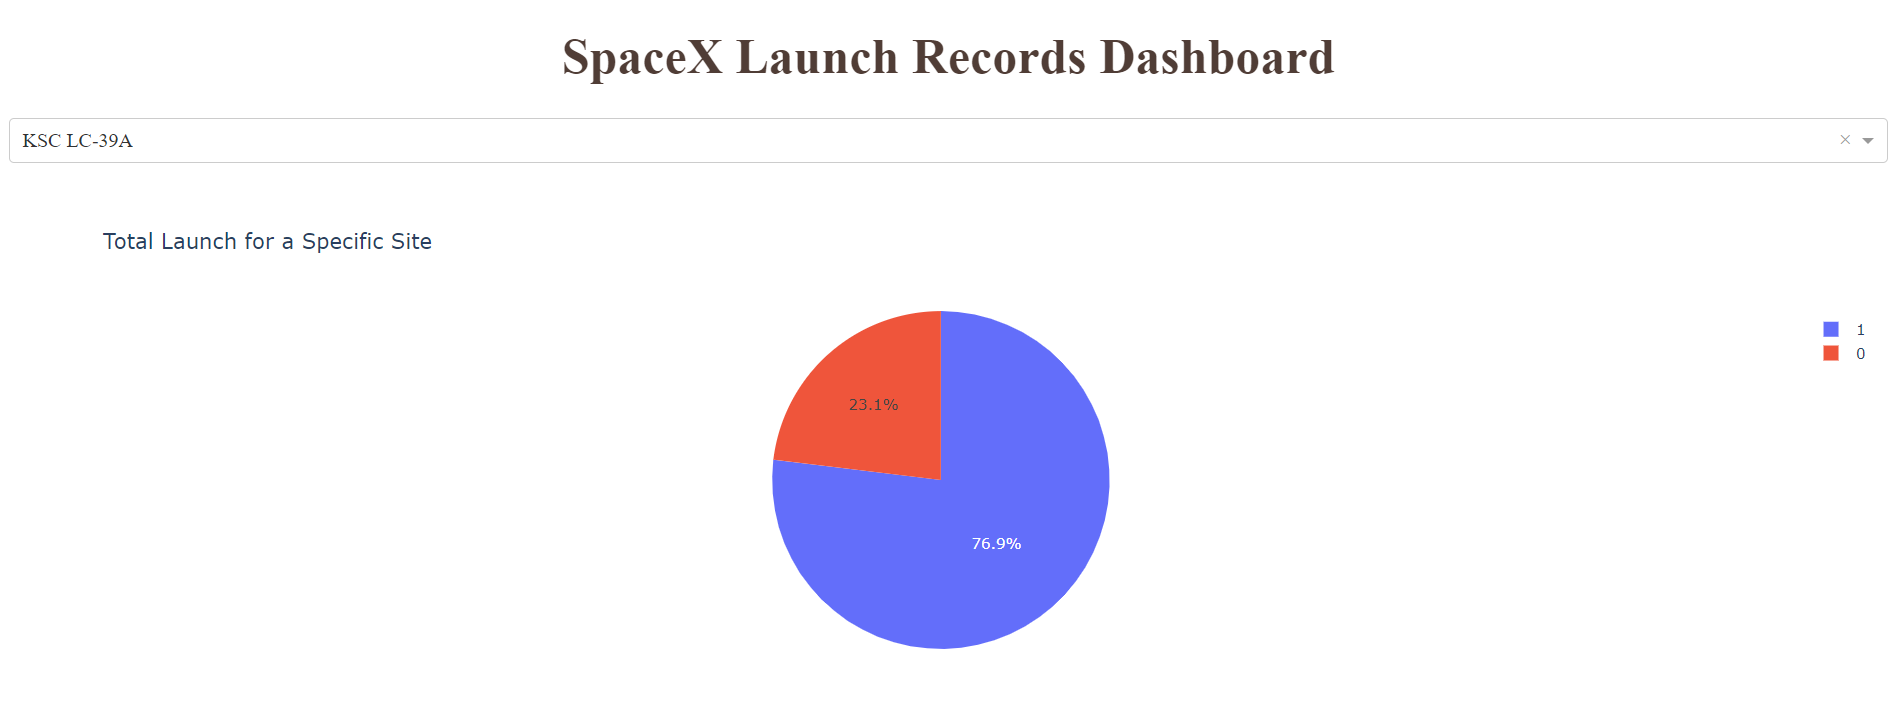 SpaceX Launch Records Dashboard
KSC LC-39A
×
Total Launch for a Specific Site
1
0
23.1%
76.9%